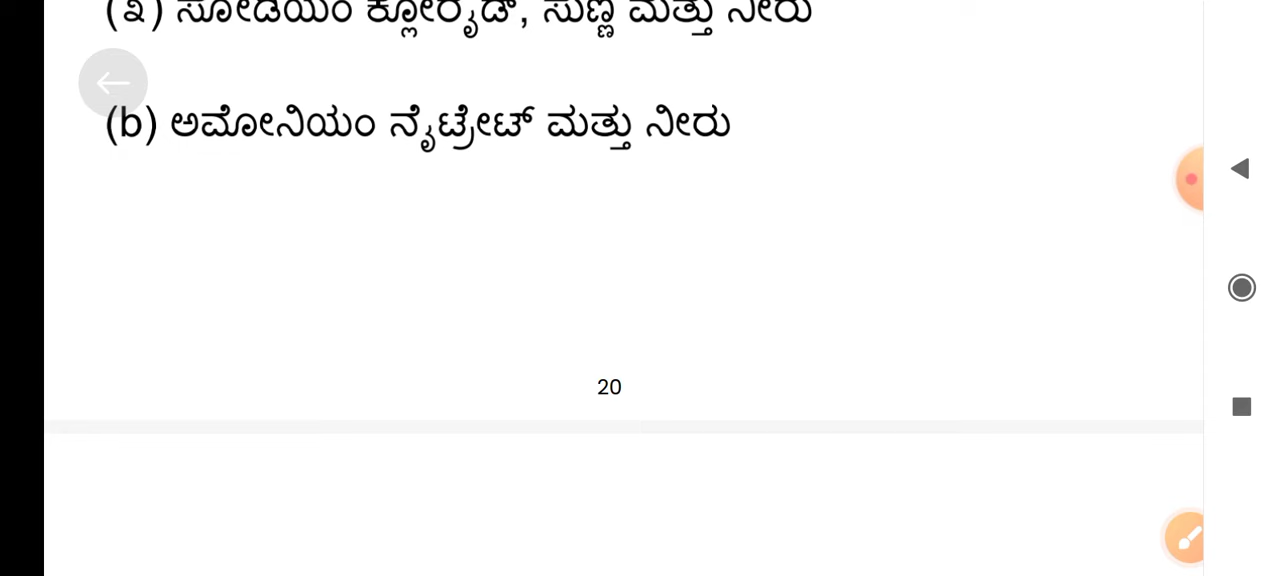 (ತಿ) ಸೋಡಿಯಂ ಕ್ಲೋರೈಡ್, ಸುಣ್ಣ ಮತ್ತು ನೀರು
(b) ಅಮೋನಿಯಂ ನೈಟ್ರೇಟ್ ಮತ್ತು ನೀರು
20